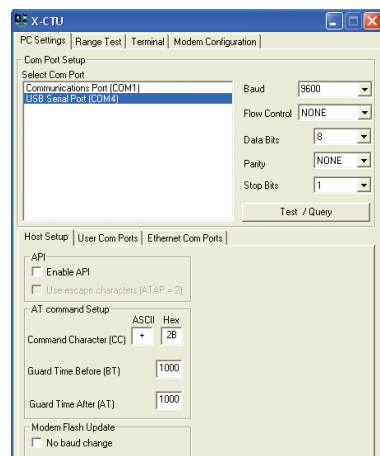 X-CTU
PC Settings Range Test Terminal Modem Configuration
Com Port Setup
Select Com Port
Communications Port (COM1)
USB Serial Port (COM4)
Baud 9600
Flow Control NONE
Data Bits 8
Parity NONE
Stop Bits 1
Test / Query
Host Setup User Com Ports Ethernet Com Ports
API
Enable API
Use escape characters (ATAP = 2)
AT command Setup
ASCII Hex
Command Character (CC) + 2B
Guard Time Before (BT) 1000
Guard Time After (AT) 1000
Modem Flash Update
No baud change